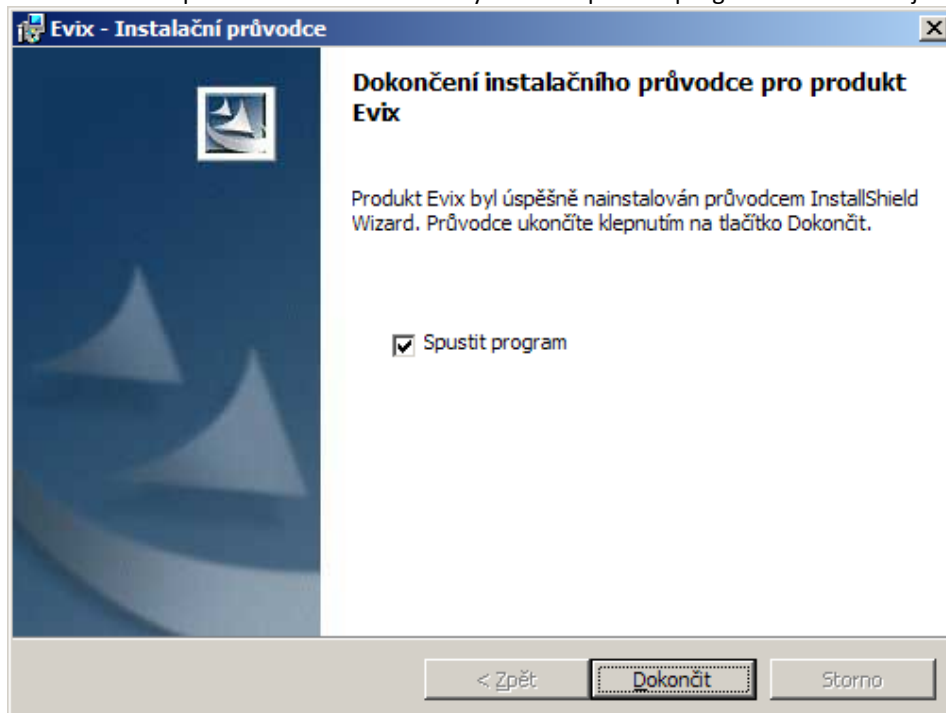 Evix - Instalační průvodce
Dokončení instalačního průvodce pro produkt
Evix
Produkt Evix byl úspěšně nainstalován průvodcem InstallShield
Wizard. Průvodce ukončíte klepnutím na tlačítko Dokončit.
Spustit program
< Zpět
Dokončit
Storno